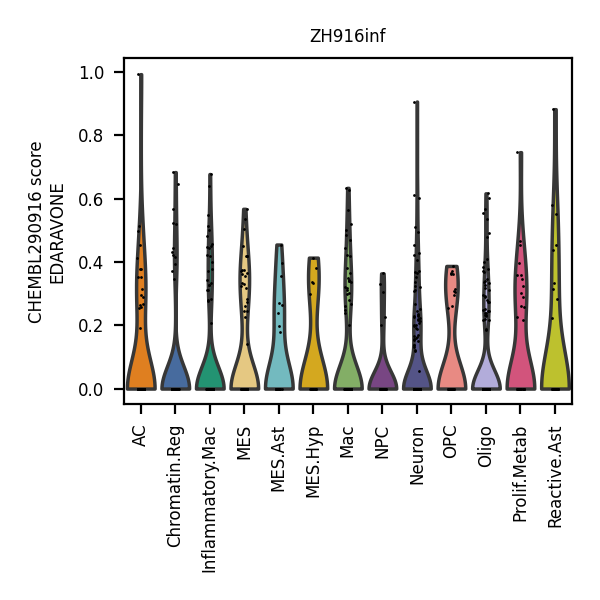 ZH916inf
CHEMBL290916 score
EDARAVONE
1.0
0.8
0.6
0.4
0.2
0.0
AC
Chromatin.Reg
Inflammatory.Mac
MES
MES.Ast
MES.Hyp
Mac
NPC
Neuron
OPC
Oligo
Prolif.Metab
Reactive.Ast